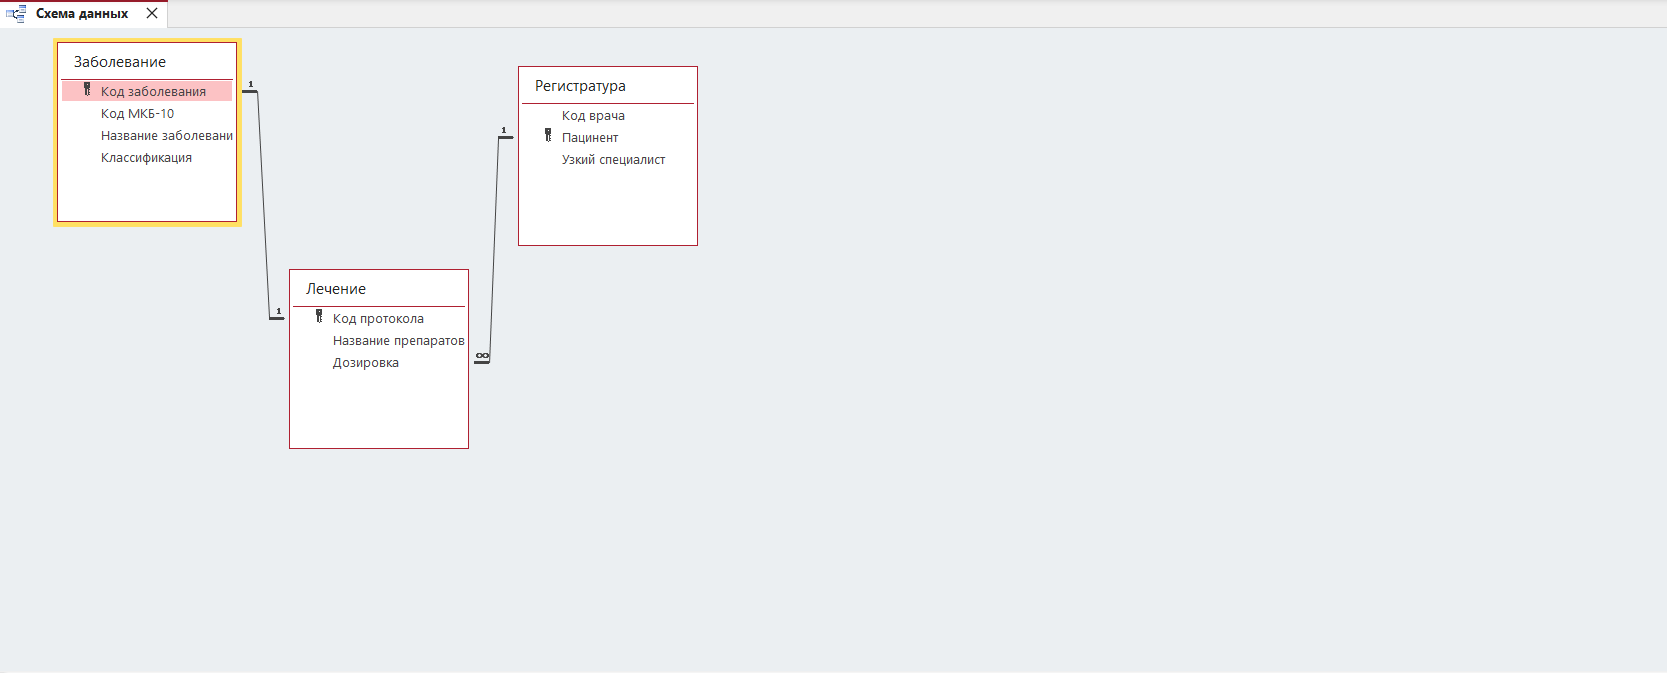 Схема данных
Заболевание
Код заболевания
Код МКБ-10
Название заболевани
Классификация
1
1
Лечение
Код протокола
Название препаратов
Дозировка
∞
1
Регистратура
Код врача
Пацинент
Узкий специалист